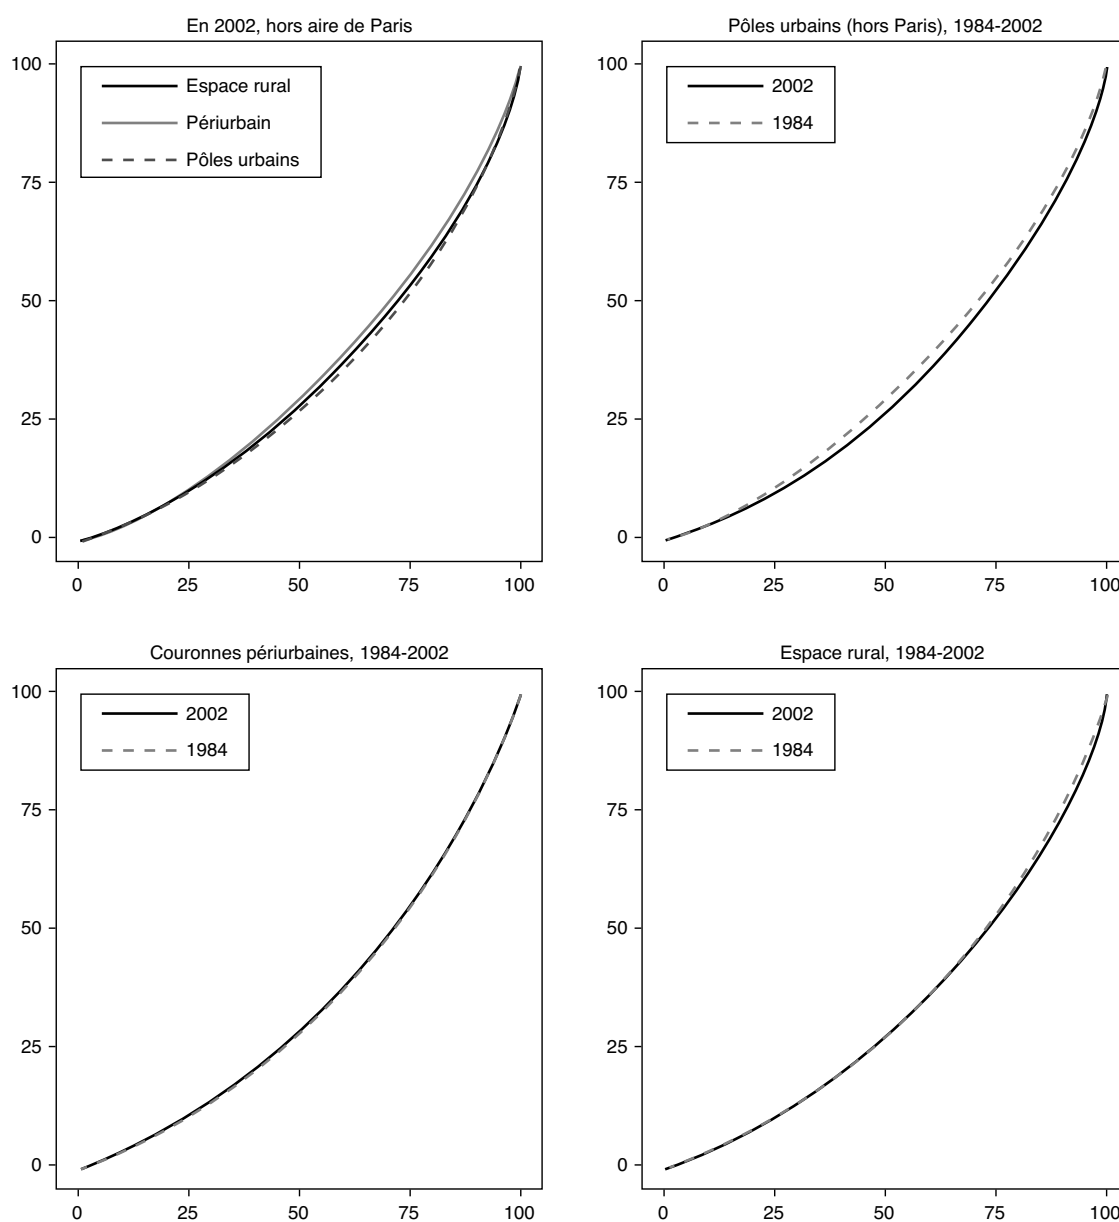 En 2002, hors aire de Paris
100
75
50
25
0
Espace rural
Périurbain
Pôles urbains
0 25 50 75 100
Pôles urbains (hors Paris), 1984-2002
100
75
50
25
0
2002
1984
0 25 50 75 100
Couronnes périurbaines, 1984-2002
100
75
50
25
0
2002
1984
0 25 50 75 100
Espace rural, 1984-2002
100
75
50
25
0
2002
1984
0 25 50 75 100